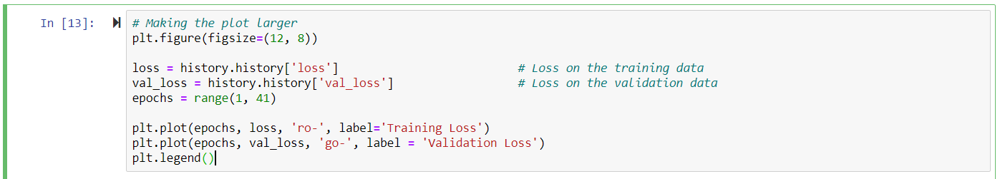 In [13]:
# Making the plot larger
plt.figure(figsize=(12, 8))
loss = history.history['loss'] # Loss on the training data
val_loss = history.history['val_loss'] # Loss on the validation data
epochs = range(1, 41)
plt.plot(epochs, loss, 'ro-', label='Training Loss')
plt.plot(epochs, val_loss, 'go-', label = 'Validation Loss')
plt.legend()